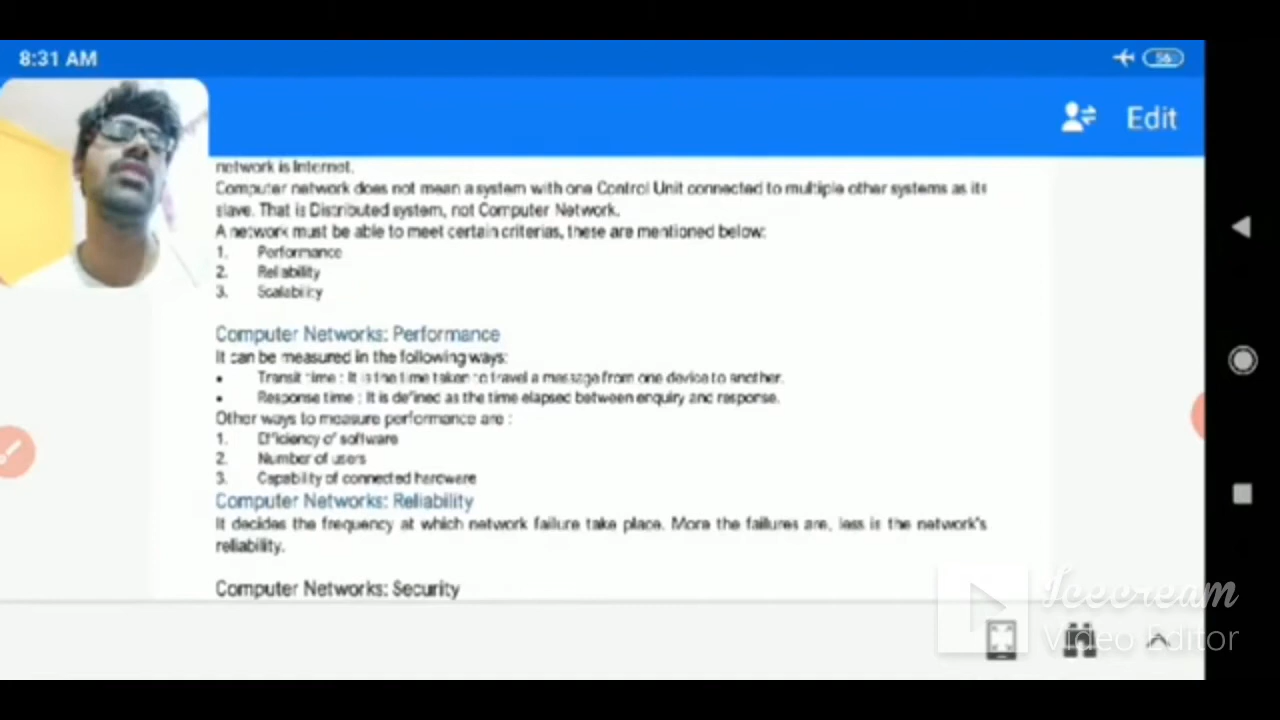 8:31 AM
56
Edit
network is Internet.
Computer network does not mean a system with one Control Unit connected to multiple other systems as its
slave. That is Distributed system, not Computer Network.
A network must be able to meet certain criterias, these are mentioned below:
1. Performance
2. Reliability
3. Scalability
Computer Networks: Performance
It can be measured in the following ways:
• Transit time : It is the time taken to travel a message from one device to another.
• Response time : It is defined as the time elapsed between enquiry and response.
Other ways to measure performance are :
1. Efficiency of software
2. Number of users
3. Capability of connected hardware
Computer Networks: Reliability
It decides the frequency at which network failure take place. More the failures are, less is the network's
reliability.
Computer Networks: Security
Icecream
Video Editor